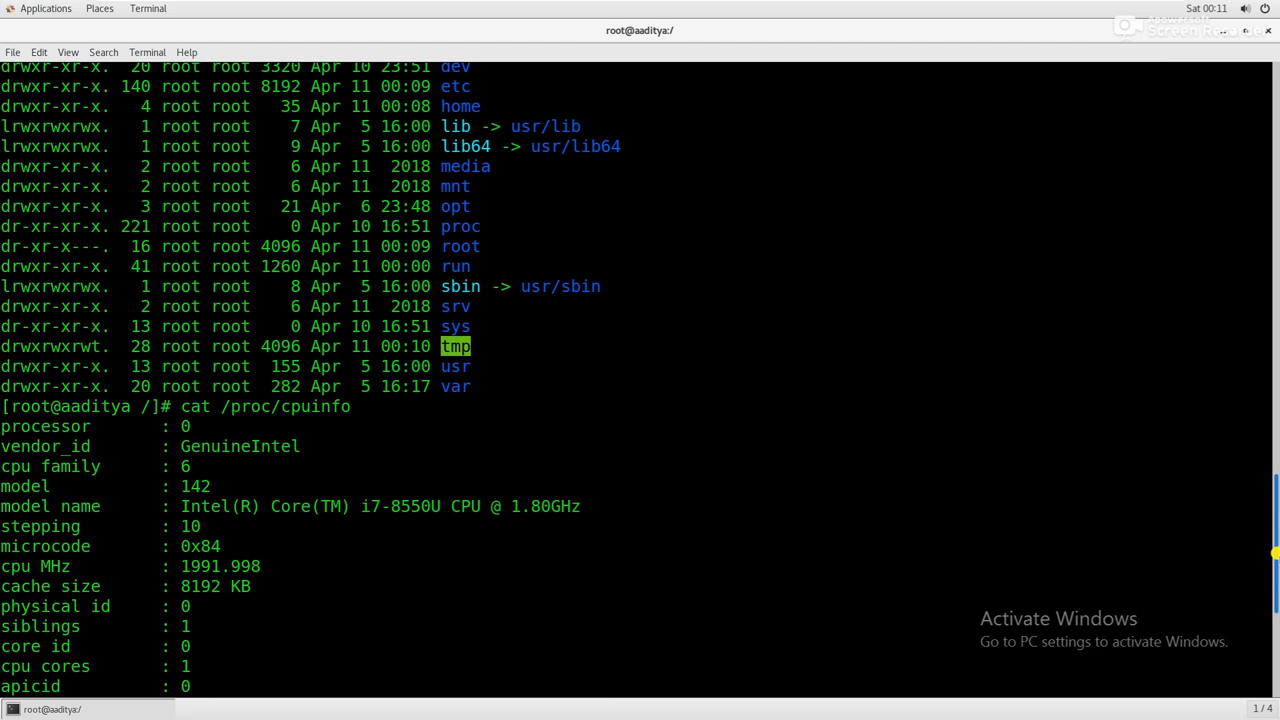 Applications Places Terminal Sat 00:11
root@aaditya:/
Apowersoft
Screen Recorder
File Edit View Search Terminal Help
drwxr-xr-x. 20 root root 3320 Apr 10 23:51 dev
drwxr-xr-x. 140 root root 8192 Apr 11 00:09 etc
drwxr-xr-x. 4 root root 35 Apr 11 00:08 home
lrwxrwxrwx. 1 root root 7 Apr 5 16:00 lib -> usr/lib
lrwxrwxrwx. 1 root root 9 Apr 5 16:00 lib64 -> usr/lib64
drwxr-xr-x. 2 root root 6 Apr 11 2018 media
drwxr-xr-x. 2 root root 6 Apr 11 2018 mnt
drwxr-xr-x. 3 root root 21 Apr 6 23:48 opt
dr-xr-xr-x. 221 root root 0 Apr 10 16:51 proc
dr-xr-x---. 16 root root 4096 Apr 11 00:09 root
drwxr-xr-x. 41 root root 1260 Apr 11 00:00 run
lrwxrwxrwx. 1 root root 8 Apr 5 16:00 sbin -> usr/sbin
drwxr-xr-x. 2 root root 6 Apr 11 2018 srv
dr-xr-xr-x. 13 root root 0 Apr 10 16:51 sys
drwxrwxrwt. 28 root root 4096 Apr 11 00:10 tmp
drwxr-xr-x. 13 root root 155 Apr 5 16:00 usr
drwxr-xr-x. 20 root root 282 Apr 5 16:17 var
[root@aaditya /]# cat /proc/cpuinfo
processor : 0
vendor_id : GenuineIntel
cpu family : 6
model : 142
model name : Intel(R) Core(TM) i7-8550U CPU @ 1.80GHz
stepping : 10
microcode : 0x84
cpu MHz : 1991.998
cache size : 8192 KB
physical id : 0
siblings : 1
core id : 0
cpu cores : 1
apicid : 0
Activate Windows
Go to PC settings to activate Windows.
root@aaditya:/ 1 / 4